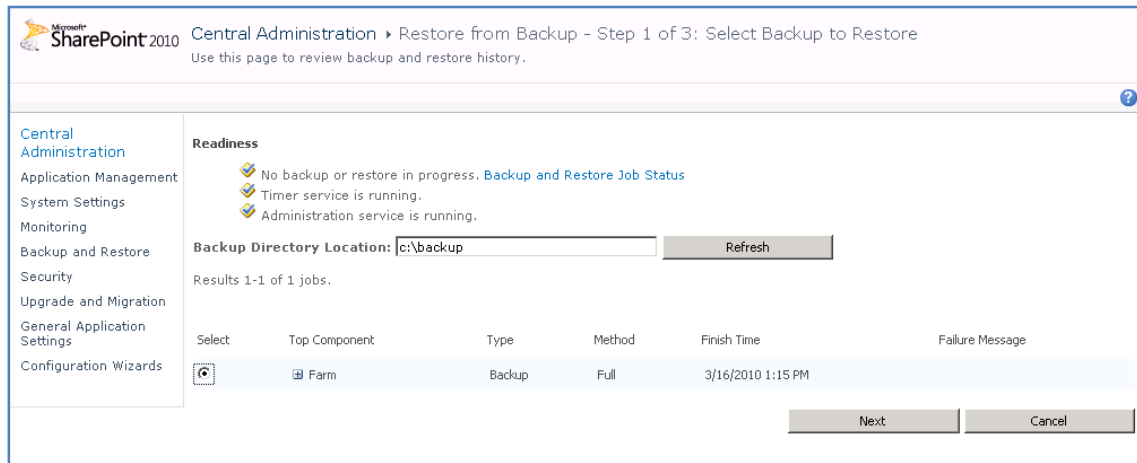 Microsoft®
SharePoint 2010
Central Administration ▸ Restore from Backup - Step 1 of 3: Select Backup to Restore
Use this page to review backup and restore history.
Central
Administration
Application Management
System Settings
Monitoring
Backup and Restore
Security
Upgrade and Migration
General Application
Settings
Configuration Wizards
Readiness
No backup or restore in progress. Backup and Restore Job Status
Timer service is running.
Administration service is running.
Backup Directory Location: c:\backup Refresh
Results 1-1 of 1 jobs.
Select Top Component Type Method Finish Time Failure Message
Farm Backup Full 3/16/2010 1:15 PM
Next Cancel